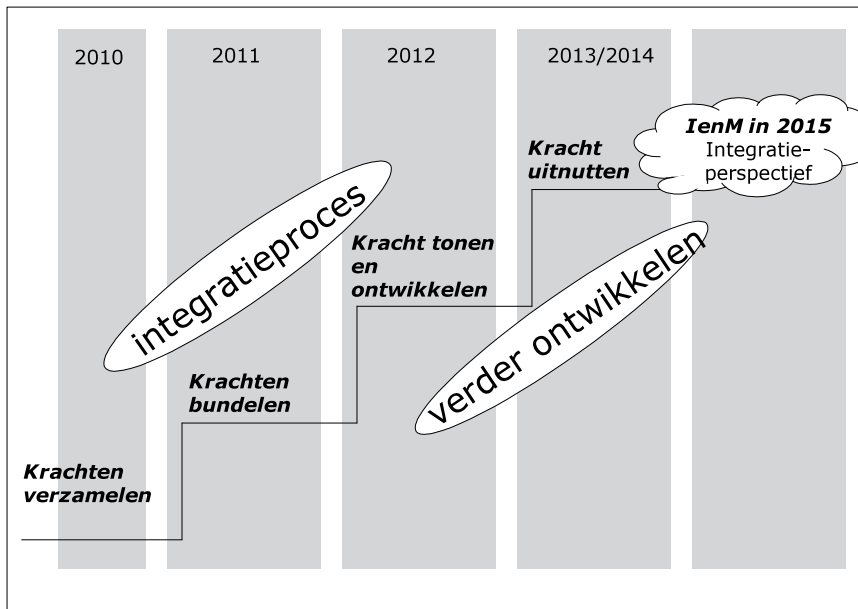 2010
2011
2012
2013/2014
IenM in 2015
Integratie-
perspectief
Kracht
uitnutten
integratieproces
Kracht tonen
en
ontwikkelen
verder ontwikkelen
Krachten
bundelen
Krachten
verzamelen